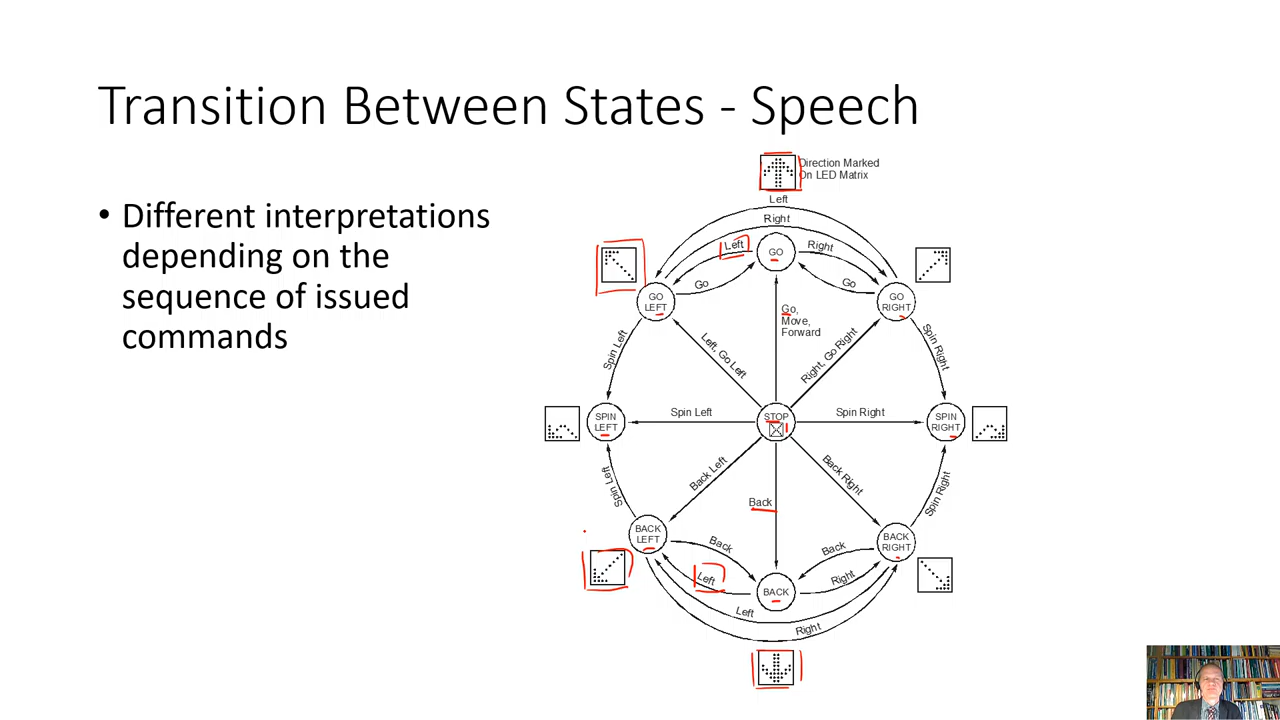 Transition Between States - Speech
• Different interpretations
depending on the
sequence of issued
commands
Direction Marked
On LED Matrix
Left
Right
Left
Right
GO
Go
Go
GO
LEFT
GO
RIGHT
Go,
Move,
Forward
Spin Left
Left, Go Left
Right, Go Right
Spin Right
SPIN
LEFT
Spin Left
STOP
Spin Right
SPIN
RIGHT
Spin Left
Back Left
Back
Back Right
Spin Right
BACK
LEFT
BACK
RIGHT
Back
Back
Left
Right
BACK
Left
Right